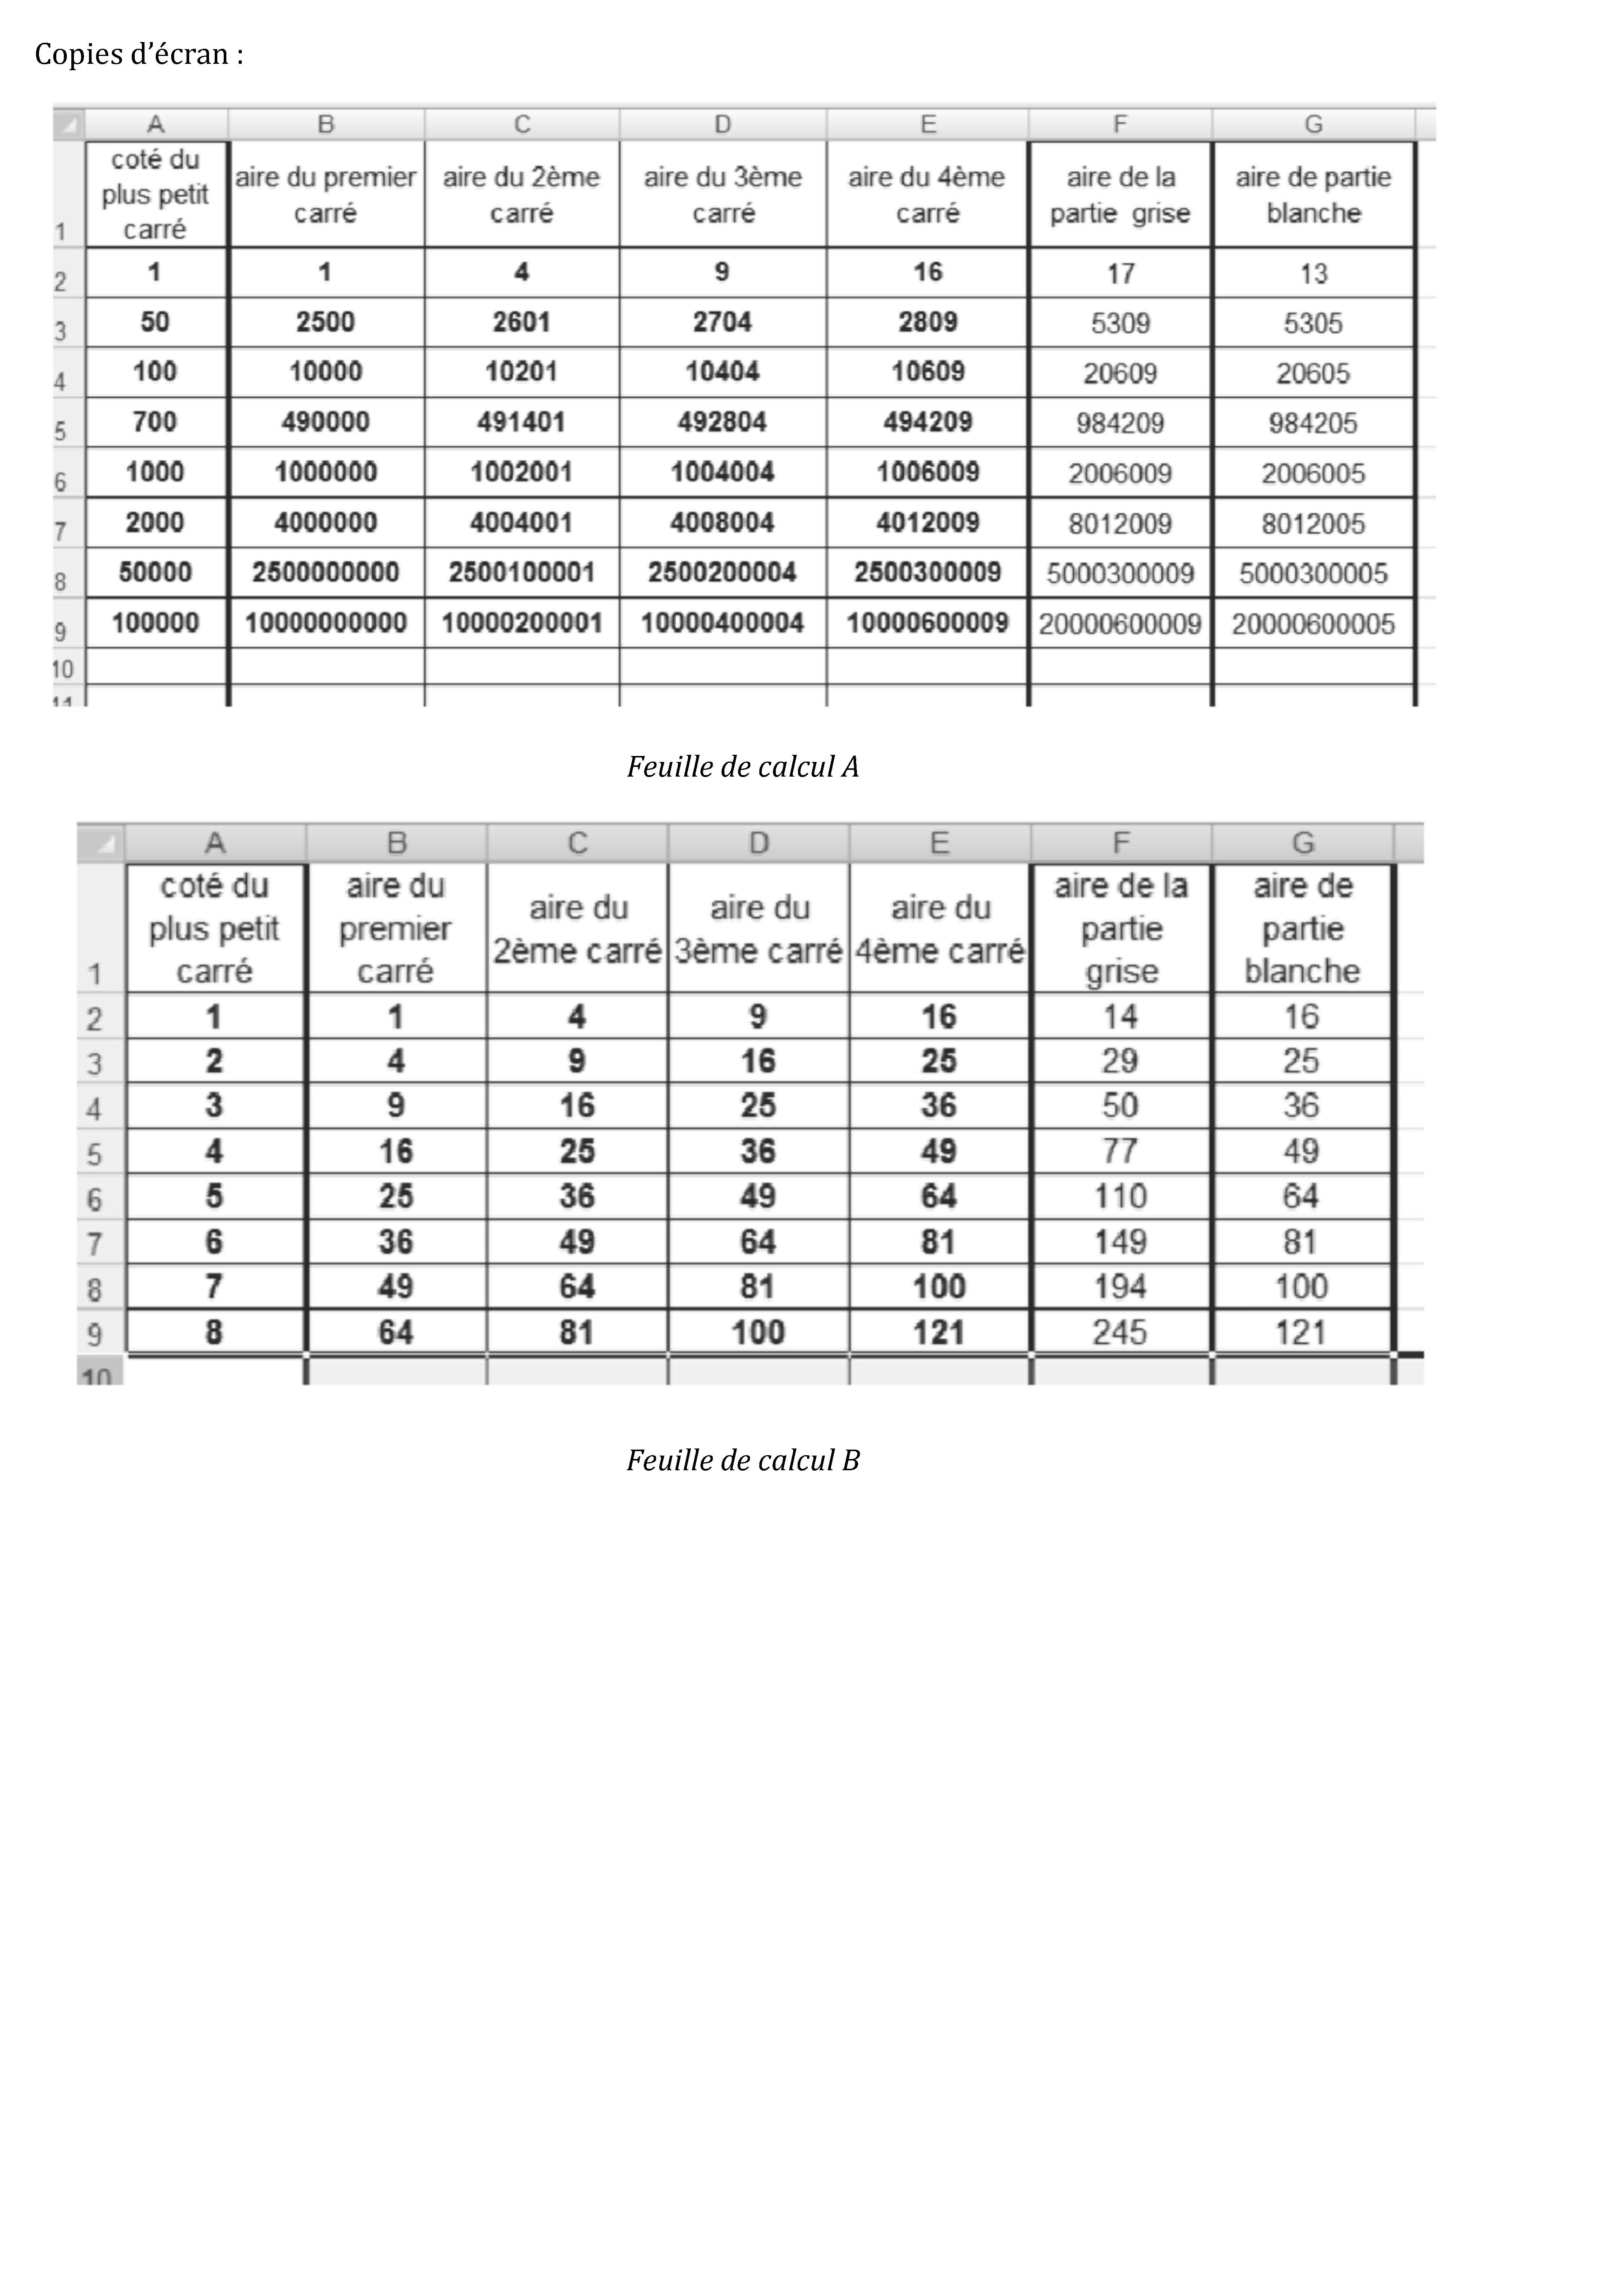 Copies d’écran :
A B C D E F G
1 coté du plus petit carré aire du premier carré aire du 2ème carré aire du 3ème carré aire du 4ème carré aire de la partie grise aire de partie blanche
2 1 1 4 9 16 17 13
3 50 2500 2601 2704 2809 5309 5305
4 100 10000 10201 10404 10609 20609 20605
5 700 490000 491401 492804 494209 984209 984205
6 1000 1000000 1002001 1004004 1006009 2006009 2006005
7 2000 4000000 4004001 4008004 4012009 8012009 8012005
8 50000 2500000000 2500100001 2500200004 2500300009 5000300009 5000300005
9 100000 10000000000 10000200001 10000400004 10000600009 20000600009 20000600005
10
11
Feuille de calcul A
A B C D E F G
1 coté du plus petit carré aire du premier carré aire du 2ème carré aire du 3ème carré aire du 4ème carré aire de la partie grise aire de partie blanche
2 1 1 4 9 16 14 16
3 2 4 9 16 25 29 25
4 3 9 16 25 36 50 36
5 4 16 25 36 49 77 49
6 5 25 36 49 64 110 64
7 6 36 49 64 81 149 81
8 7 49 64 81 100 194 100
9 8 64 81 100 121 245 121
10
Feuille de calcul B